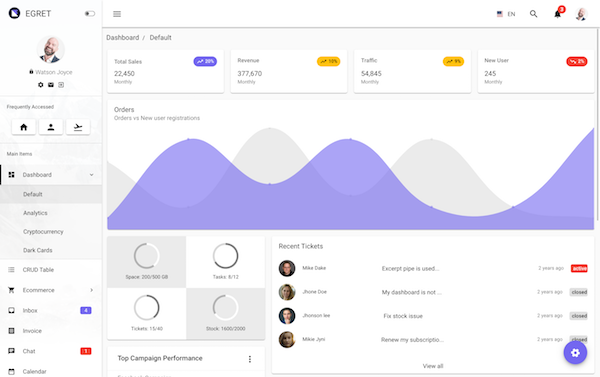 EGRET
EN
3
Watson Joyce
Frequently Accessed
Main Items
Dashboard
Default
Analytics
Cryptocurrency
Dark Cards
CRUD Table
Ecommerce
Inbox 4
Invoice
Chat 1
Calendar
Dashboard / Default
Total Sales 20%
22,450
Monthly
Revenue 10%
377,670
Monthly
Traffic 9%
54,845
Monthly
New User 2%
245
Monthly
Orders
Orders vs New user registrations
Space: 200/500 GB
Tasks: 8/12
Tickets: 15/40
Stock: 1600/2000
Top Campaign Performance
Recent Tickets
Mike Dake Excerpt pipe is used... 2 years ago active
Jhone Doe My dashboard is not ... 2 years ago closed
Jhonson lee Fix stock issue 2 years ago closed
Mikie Jyni Renew my subscriptio... 2 years ago
View all